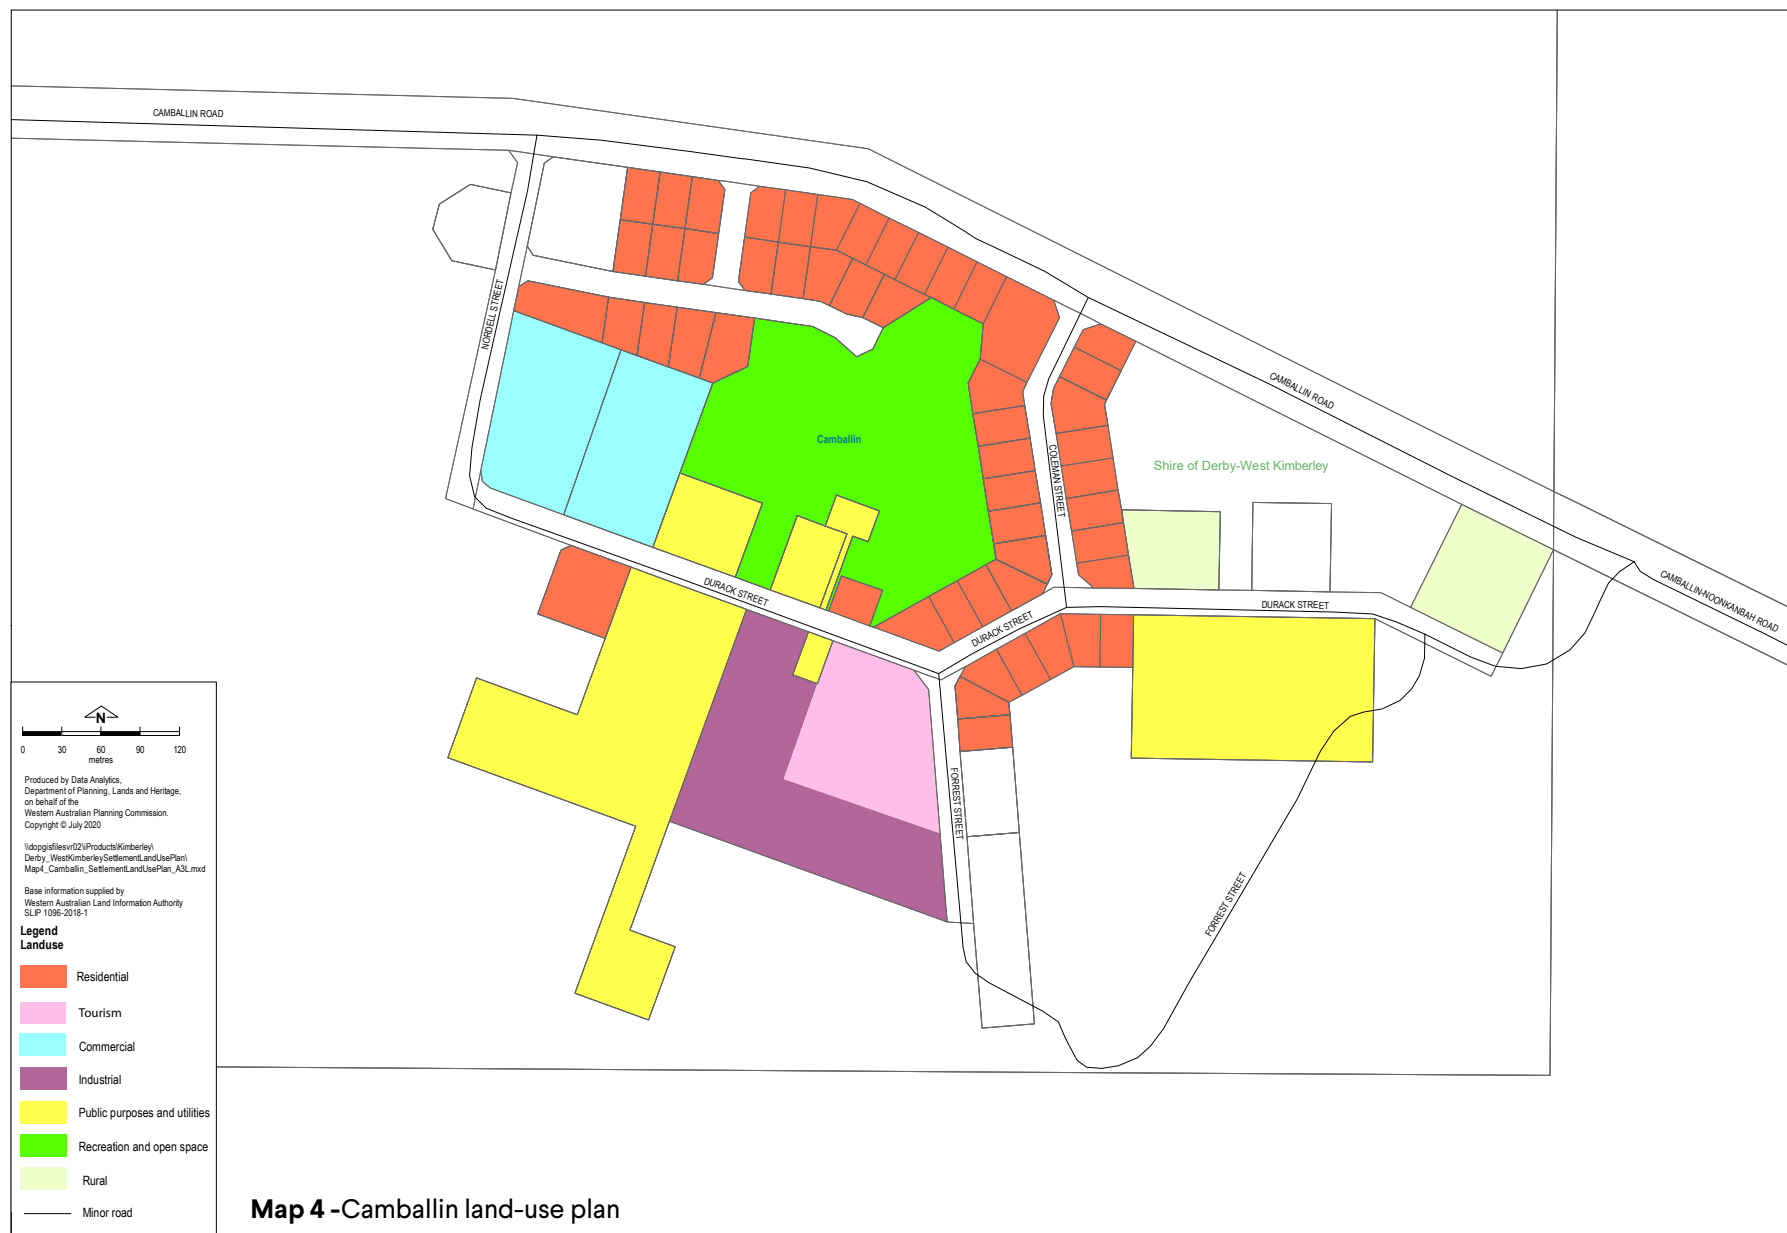 CAMBALLIN ROAD
NORDELL STREET
CAMBALLIN ROAD
Camballin
COLEMAN STREET
Shire of Derby-West Kimberley
DURACK STREET
DURACK STREET
DURACK STREET
CAMBALLIN-NOONKANBAH ROAD
FORREST STREET
FORREST STREET
N
0 30 60 90 120
metres
Produced by Data Analytics,
Department of Planning, Lands and Heritage,
on behalf of the
Western Australian Planning Commission.
Copyright © July 2020
\\dopgisfilesvr02\iProducts\Kimberley\
Derby_WestKimberleySettlementLandUsePlan\
Map4_Camballin_SettlementLandUsePlan_A3L.mxd
Base information supplied by
Western Australian Land Information Authority
SLIP 1096-2018-1
Legend
Landuse
Residential
Tourism
Commercial
Industrial
Public purposes and utilities
Recreation and open space
Rural
Minor road
Map 4 -Camballin land-use plan